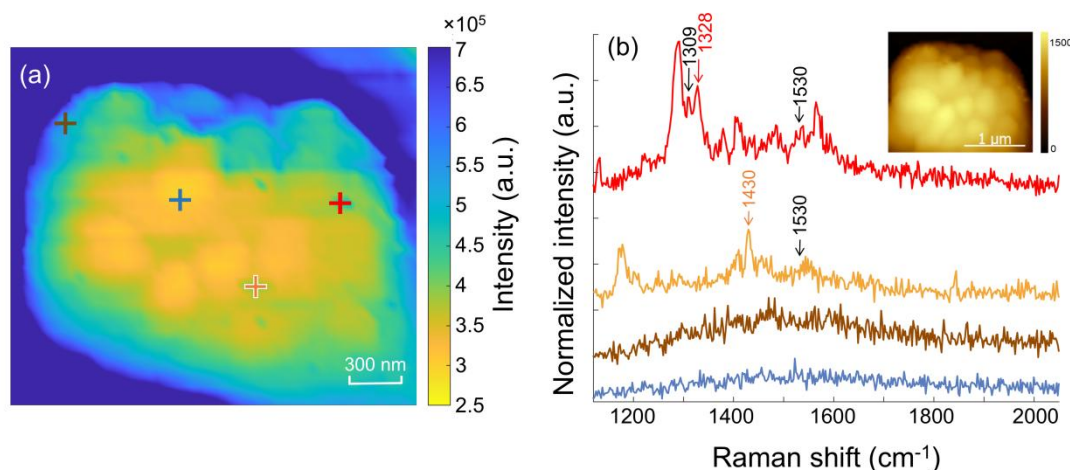 (a)
×10⁵
7
6.5
6
5.5
5
4.5
4
3.5
3
2.5
Intensity (a.u.)
300 nm
(b)
1309
1328
1530
1430
1530
1500
0
1 μm
Normalized intensity (a.u.)
1200 1400 1600 1800 2000
Raman shift (cm⁻¹)